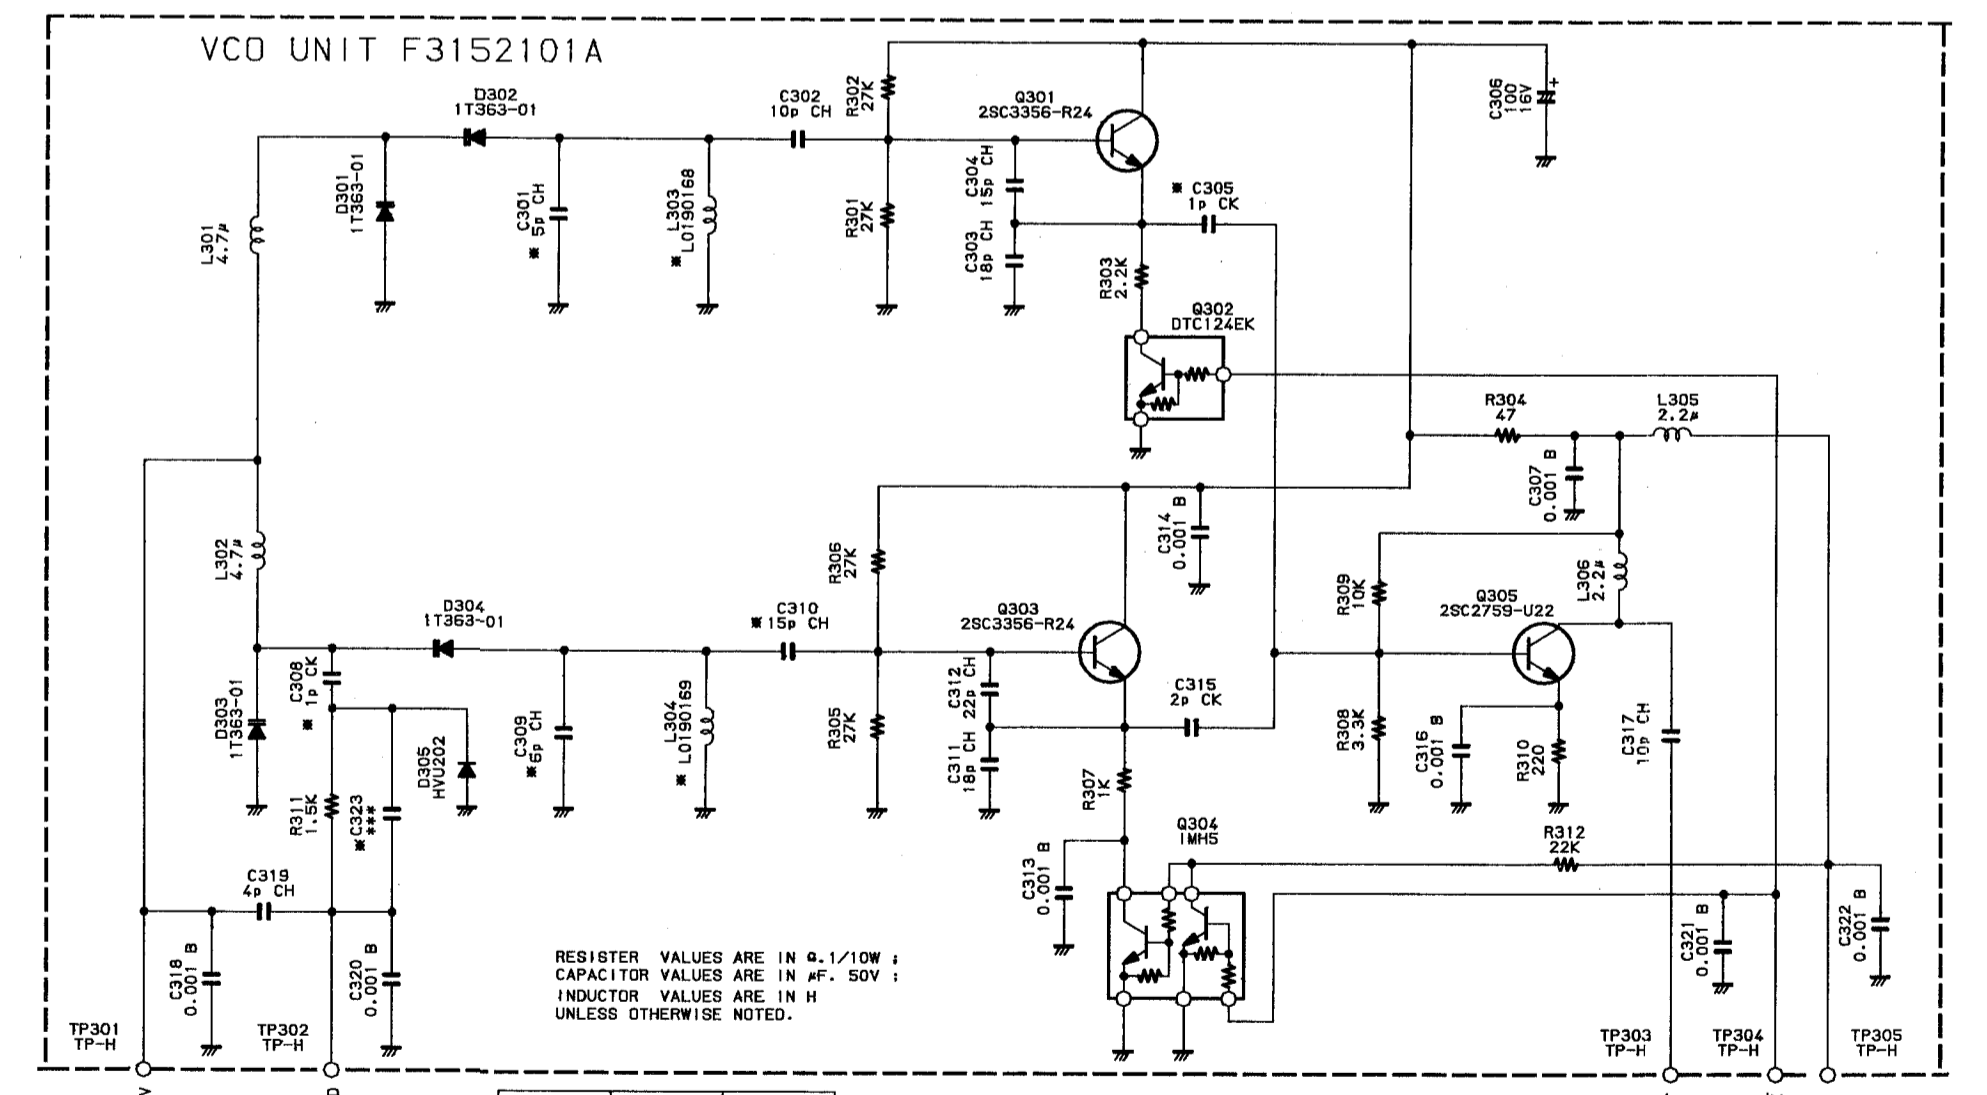 VCO UNIT F3152101A
D302
1T363-01
C302
10p CH
R302
27K
Q301
2SC3356-R24
C306
100
16V
+
D301
1T363-01
L301
4.7μ
C301
※ 5p CH
L303
※ L0190168
R301
27K
C304
15p CH
C303
18p CH
※ C305
1p CK
R303
2.2K
Q302
DTC124EK
R304
47
L305
2.2μ
C307
0.001 B
L302
4.7μ
R306
27K
C314
0.001 B
R309
10K
L306
2.2μ
Q305
2SC2759-U22
D304
1T363-01
C310
※15p CH
Q303
2SC3356-R24
D303
1T363-01
C308
※ 1p CK
D305
HVU202
C309
※6p CH
L304
※ L0190169
R305
27K
C312
22p CH
C311
18p CH
C315
2p CK
R307
1K
R308
3.3K
C316
0.001 B
R310
220
C317
10p CH
R311
1.5K
※C323
***
Q304
IMH5
R312
22K
C313
0.001 B
C319
4p CH
C318
0.001 B
C320
0.001 B
C321
0.001 B
C322
0.001 B
RESISTER VALUES ARE IN Ω.1/10W ;
CAPACITOR VALUES ARE IN μF. 50V ;
INDUCTOR VALUES ARE IN H
UNLESS OTHERWISE NOTED.
TP301
TP-H
TP302
TP-H
TP303
TP-H
TP304
TP-H
TP305
TP-H